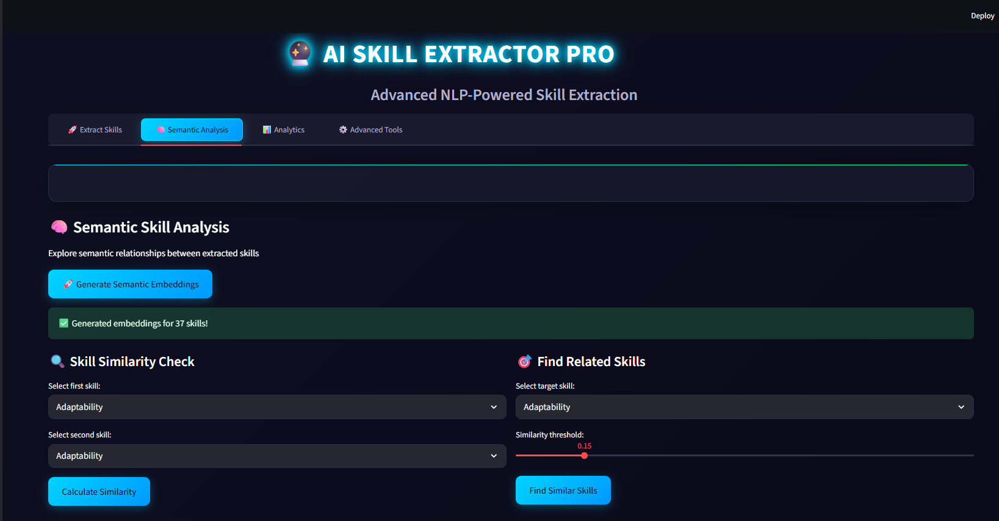 Deploy
AI SKILL EXTRACTOR PRO
Advanced NLP-Powered Skill Extraction
Extract Skills
Semantic Analysis
Analytics
Advanced Tools
Semantic Skill Analysis
Explore semantic relationships between extracted skills
Generate Semantic Embeddings
Generated embeddings for 37 skills!
Skill Similarity Check
Select first skill:
Adaptability
Select second skill:
Adaptability
Calculate Similarity
Find Related Skills
Select target skill:
Adaptability
Similarity threshold:
0.15
Find Similar Skills